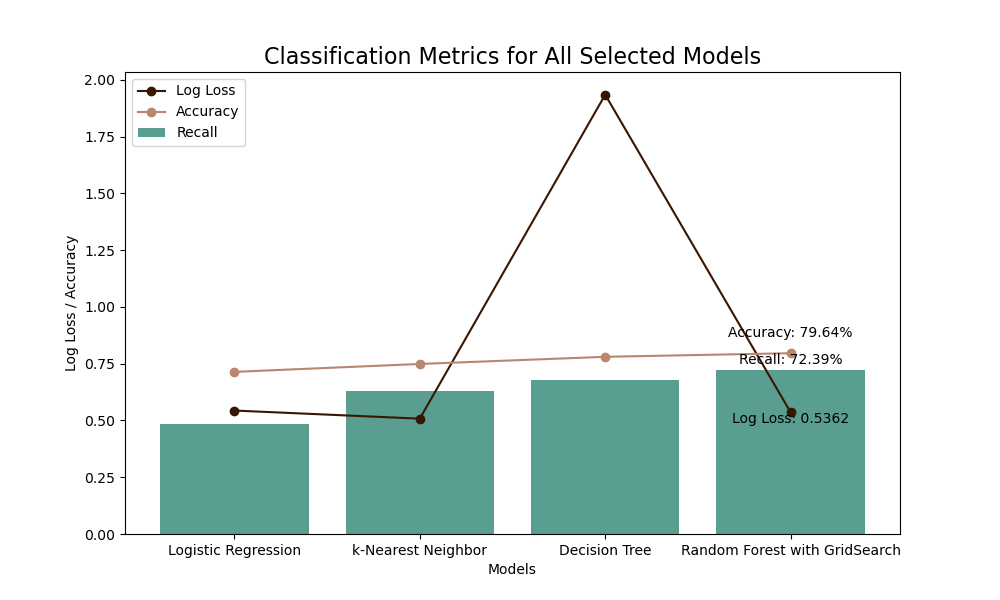 Classification Metrics for All Selected Models
Log Loss
Accuracy
Recall
2.00
1.75
1.50
1.25
1.00
0.75
0.50
0.25
0.00
Log Loss / Accuracy
Accuracy: 79.64%
Recall: 72.39%
Log Loss: 0.5362
Logistic Regression
k-Nearest Neighbor
Decision Tree
Random Forest with GridSearch
Models